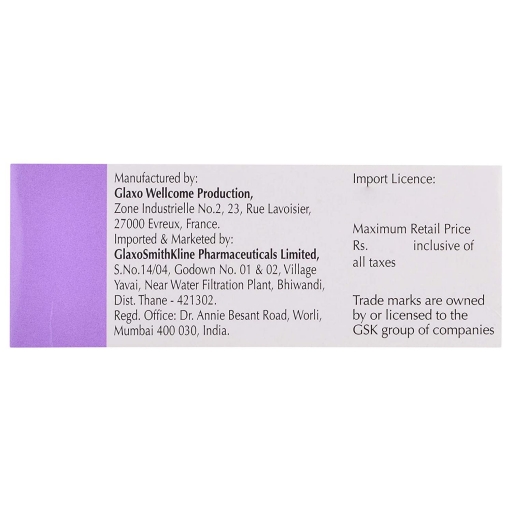 Manufactured by:
Glaxo Wellcome Production,
Zone Industrielle No.2, 23, Rue Lavoisier,
27000 Evreux, France.
Imported & Marketed by:
GlaxoSmithKline Pharmaceuticals Limited,
S.No.14/04, Godown No. 01 & 02, Village
Yavai, Near Water Filtration Plant, Bhiwandi,
Dist. Thane - 421302.
Regd. Office: Dr. Annie Besant Road, Worli,
Mumbai 400 030, India.
Import Licence:
Maximum Retail Price
Rs. inclusive of
all taxes
Trade marks are owned
by or licensed to the
GSK group of companies